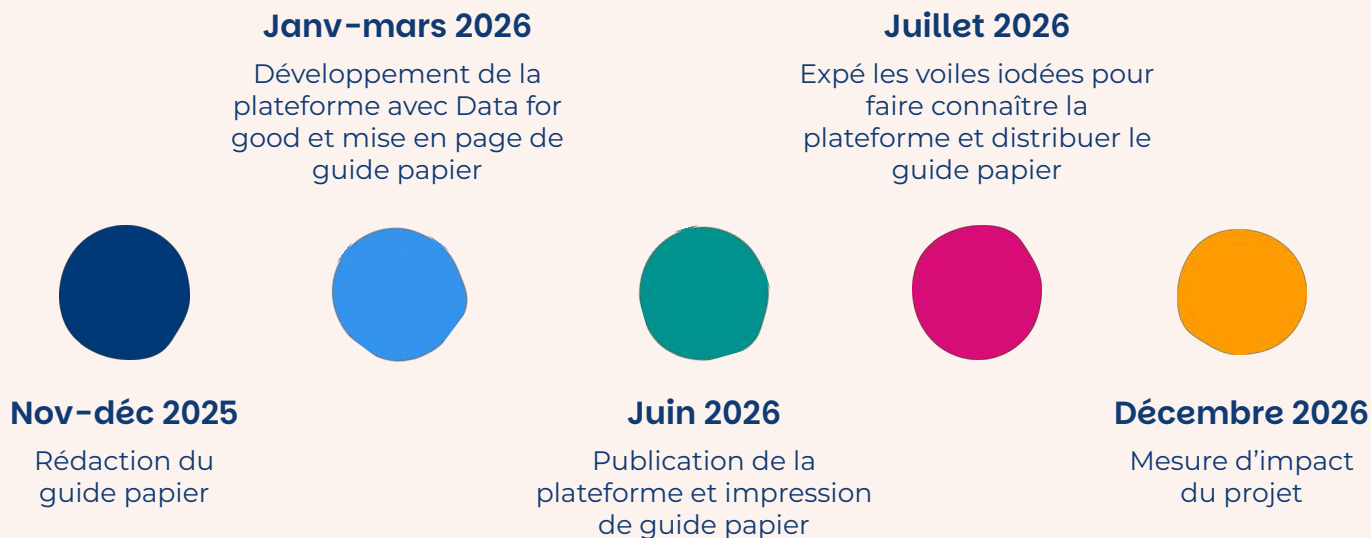 Janv-mars 2026
Développement de la
plateforme avec Data for
good et mise en page de
guide papier
Juillet 2026
Expé les voiles iodées pour
faire connaître la
plateforme et distribuer le
guide papier
Nov-déc 2025
Rédaction du
guide papier
Juin 2026
Publication de la
plateforme et impression
de guide papier
Décembre 2026
Mesure d’impact
du projet